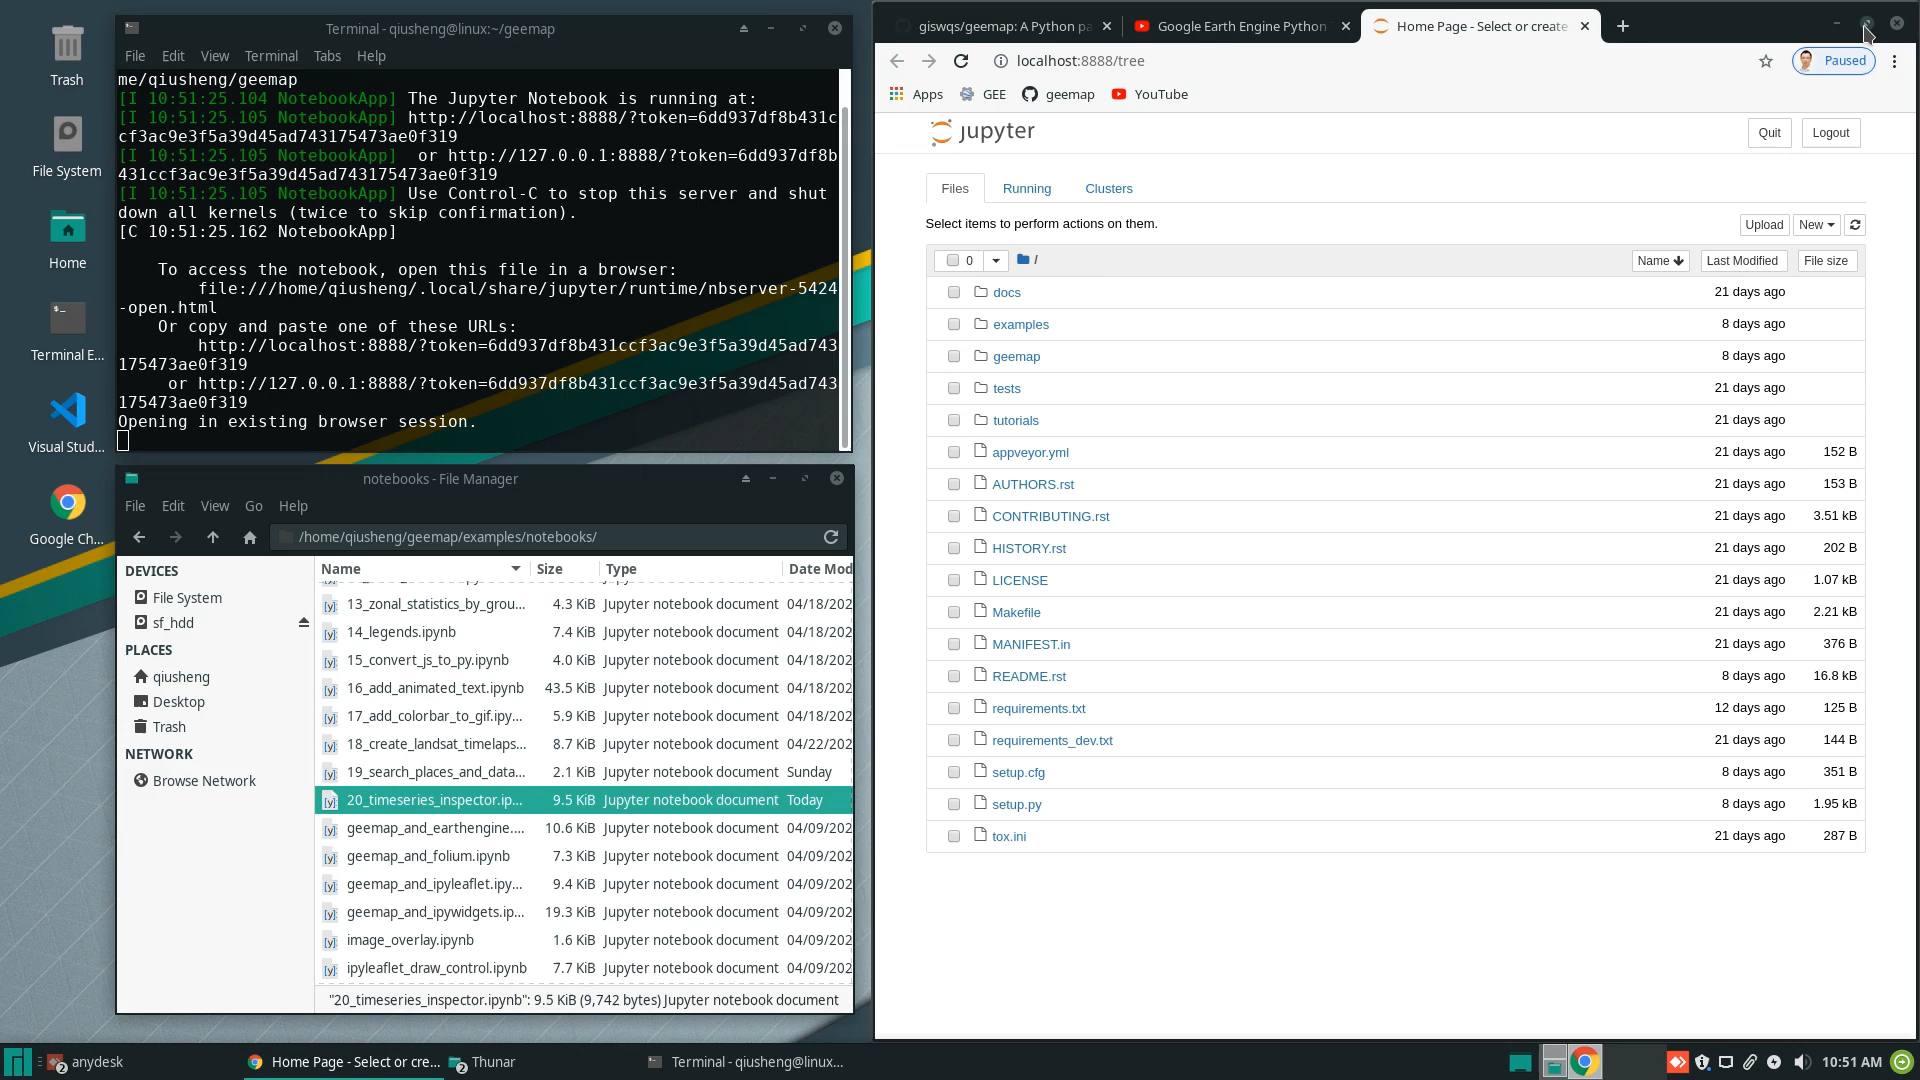 Trash
File System
Home
Terminal E...
Visual Stud...
Google Ch...
Terminal - qiusheng@linux:~/geemap
File Edit View Terminal Tabs Help
me/qiusheng/geemap
[I 10:51:25.104 NotebookApp] The Jupyter Notebook is running at:
[I 10:51:25.105 NotebookApp] http://localhost:8888/?token=6dd937df8b431c
cf3ac9e3f5a39d45ad743175473ae0f319
[I 10:51:25.105 NotebookApp]  or http://127.0.0.1:8888/?token=6dd937df8b
431ccf3ac9e3f5a39d45ad743175473ae0f319
[I 10:51:25.105 NotebookApp] Use Control-C to stop this server and shut
down all kernels (twice to skip confirmation).
[C 10:51:25.162 NotebookApp]
To access the notebook, open this file in a browser:
file:///home/qiusheng/.local/share/jupyter/runtime/nbserver-5424
-open.html
Or copy and paste one of these URLs:
http://localhost:8888/?token=6dd937df8b431ccf3ac9e3f5a39d45ad743
175473ae0f319
or http://127.0.0.1:8888/?token=6dd937df8b431ccf3ac9e3f5a39d45ad743
175473ae0f319
Opening in existing browser session.
notebooks - File Manager
File Edit View Go Help
/home/qiusheng/geemap/examples/notebooks/
DEVICES
File System
sf_hdd
PLACES
qiusheng
Desktop
Trash
NETWORK
Browse Network
Name Size Type Date Mod
13_zonal_statistics_by_grou... 4.3 KiB Jupyter notebook document 04/18/202
14_legends.ipynb 7.4 KiB Jupyter notebook document 04/18/202
15_convert_js_to_py.ipynb 4.0 KiB Jupyter notebook document 04/18/202
16_add_animated_text.ipynb 43.5 KiB Jupyter notebook document 04/18/202
17_add_colorbar_to_gif.ipy... 5.9 KiB Jupyter notebook document 04/18/202
18_create_landsat_timelaps... 8.7 KiB Jupyter notebook document 04/22/202
19_search_places_and_data... 2.1 KiB Jupyter notebook document Sunday
20_timeseries_inspector.ip... 9.5 KiB Jupyter notebook document Today
geemap_and_earthengine.... 10.6 KiB Jupyter notebook document 04/09/202
geemap_and_folium.ipynb 7.3 KiB Jupyter notebook document 04/09/202
geemap_and_ipyleaflet.ipy... 9.4 KiB Jupyter notebook document 04/09/202
geemap_and_ipywidgets.ip... 19.3 KiB Jupyter notebook document 04/09/202
image_overlay.ipynb 1.6 KiB Jupyter notebook document 04/09/202
ipyleaflet_draw_control.ipynb 7.7 KiB Jupyter notebook document 04/09/202
"20_timeseries_inspector.ipynb": 9.5 KiB (9,742 bytes) Jupyter notebook document
giswqs/geemap: A Python pa Google Earth Engine Python Home Page - Select or create
localhost:8888/tree Paused
Apps GEE geemap YouTube
jupyter Quit Logout
Files Running Clusters
Select items to perform actions on them. Upload New
0 / Name Last Modified File size
docs 21 days ago
examples 8 days ago
geemap 8 days ago
tests 21 days ago
tutorials 21 days ago
appveyor.yml 21 days ago 152 B
AUTHORS.rst 21 days ago 153 B
CONTRIBUTING.rst 21 days ago 3.51 kB
HISTORY.rst 21 days ago 202 B
LICENSE 21 days ago 1.07 kB
Makefile 21 days ago 2.21 kB
MANIFEST.in 21 days ago 376 B
README.rst 8 days ago 16.8 kB
requirements.txt 12 days ago 125 B
requirements_dev.txt 21 days ago 144 B
setup.cfg 8 days ago 351 B
setup.py 8 days ago 1.95 kB
tox.ini 21 days ago 287 B
2 anydesk Home Page - Select or cre... 2 Thunar Terminal - qiusheng@linux... 10:51 AM